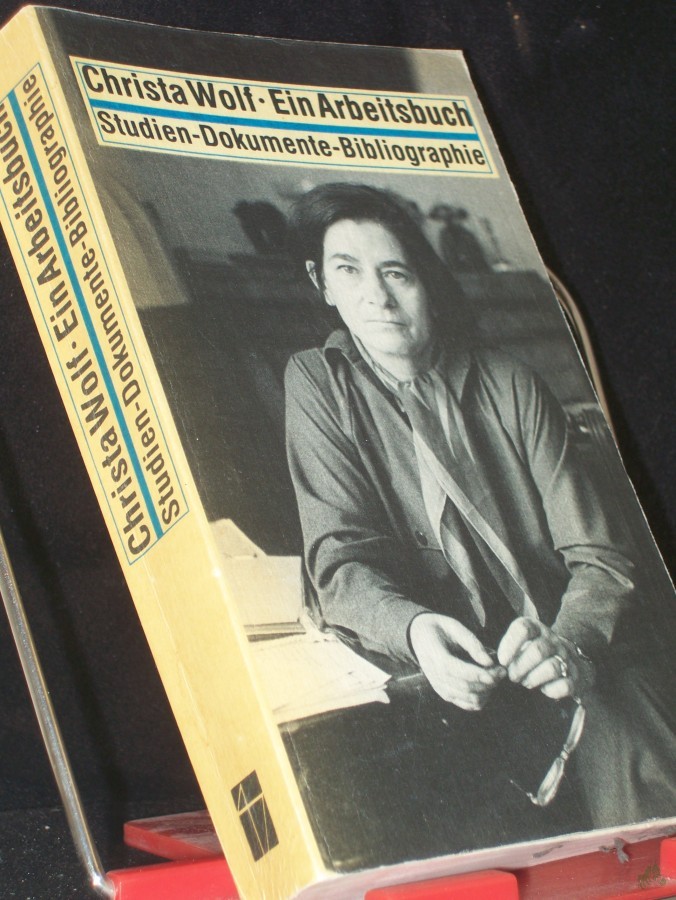 Christa Wolf · Ein Arbeitsbuch
Studien-Dokumente-Bibliographie
Christa Wolf · Ein Arbeitsbuch
Studien-Dokumente-Bibliographie